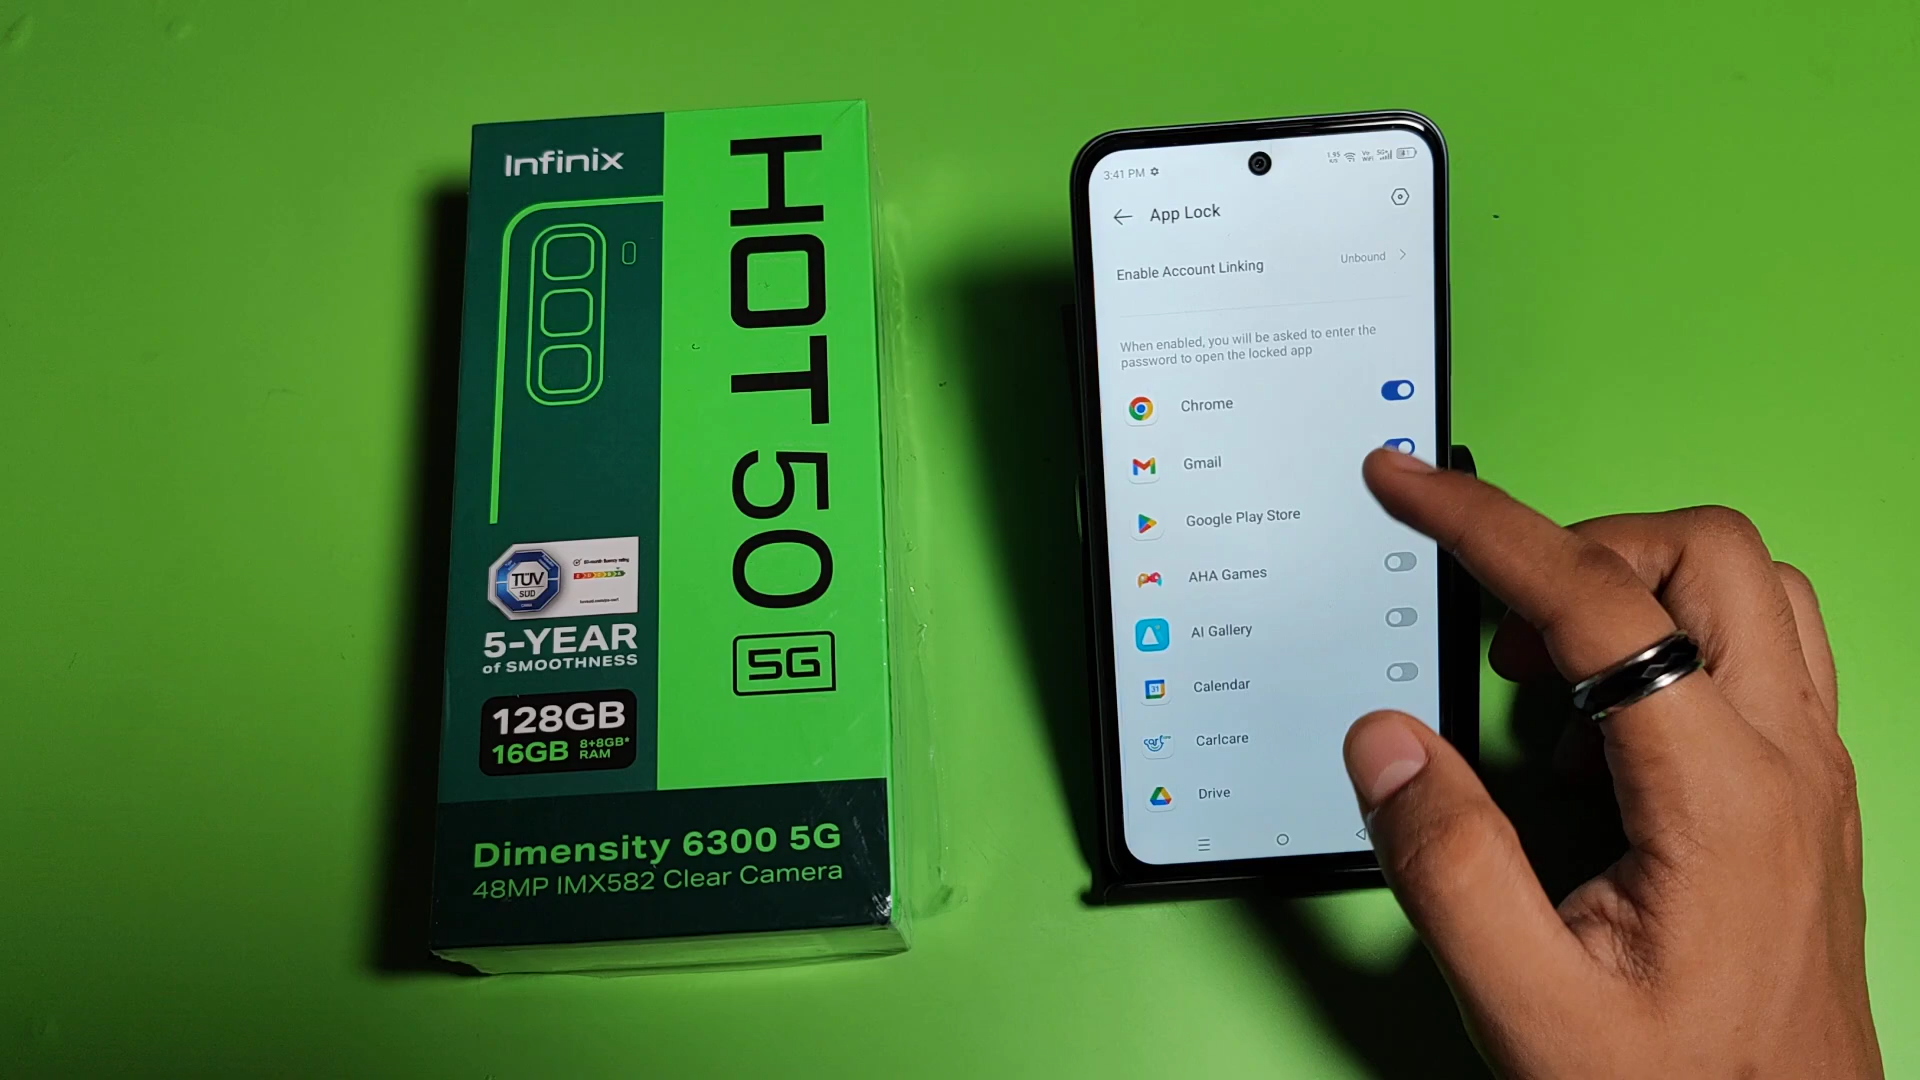 Infinix
HOT 50
5G
TÜV
SÜD
5-YEAR
of SMOOTHNESS
128GB
16GB 8+8GB*
RAM
Dimensity 6300 5G
48MP IMX582 Clear Camera
3:41 PM
App Lock
Enable Account Linking Unbound
When enabled, you will be asked to enter the
password to open the locked app
Chrome
Gmail
Google Play Store
AHA Games
AI Gallery
31
Calendar
Carlcare
Drive